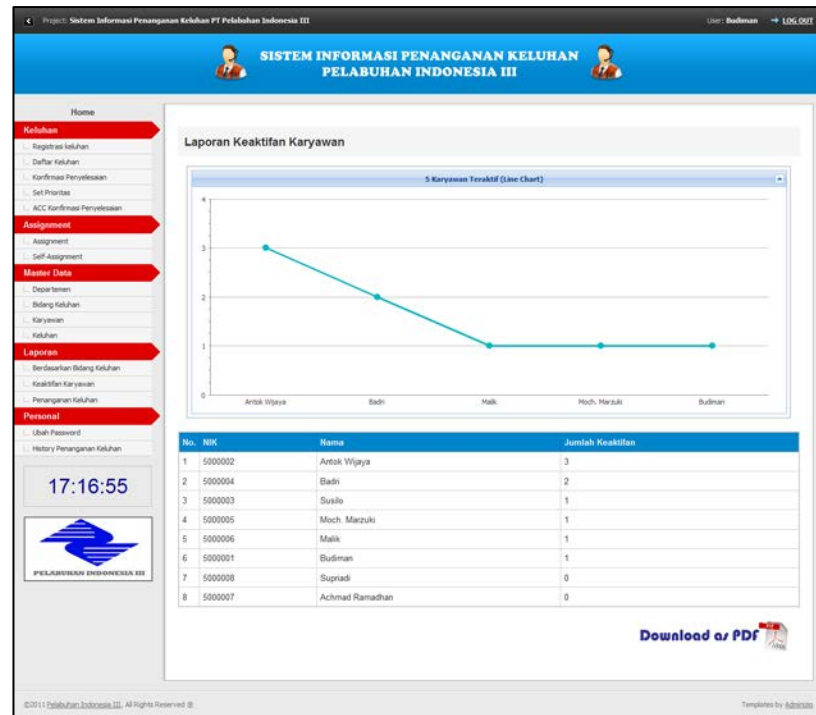 Project: Sistem Informasi Penanganan Keluhan PT Pelabuhan Indonesia III
User: Budiman LOG OUT
SISTEM INFORMASI PENANGANAN KELUHAN
PELABUHAN INDONESIA III
Home
Keluhan
Registrasi keluhan
Daftar Keluhan
Konfirmasi Penyelesaian
Set Prioritas
ACC Konfirmasi Penyelesaian
Assignment
Assignment
Self-Assignment
Master Data
Departemen
Bidang Keluhan
Karyawan
Keluhan
Laporan
Berdasarkan Bidang Keluhan
Keaktifan Karyawan
Penanganan Keluhan
Personal
Ubah Password
History Penanganan Keluhan
17:16:55
PELABUHAN INDONESIA III
Laporan Keaktifan Karyawan
5 Karyawan Teraktif (Line Chart)
4
3
2
1
0
Antok Wijaya Badri Malik Moch. Marzuki Budiman
No. NIK Nama Jumlah Keaktifan
1 5000002 Antok Wijaya 3
2 5000004 Badri 2
3 5000003 Susilo 1
4 5000005 Moch. Marzuki 1
5 5000006 Malik 1
6 5000001 Budiman 1
7 5000008 Supriadi 0
8 5000007 Achmad Ramadhan 0
Download as PDF
©2011 Pelabuhan Indonesia III, All Rights Reserved ®
Templates by